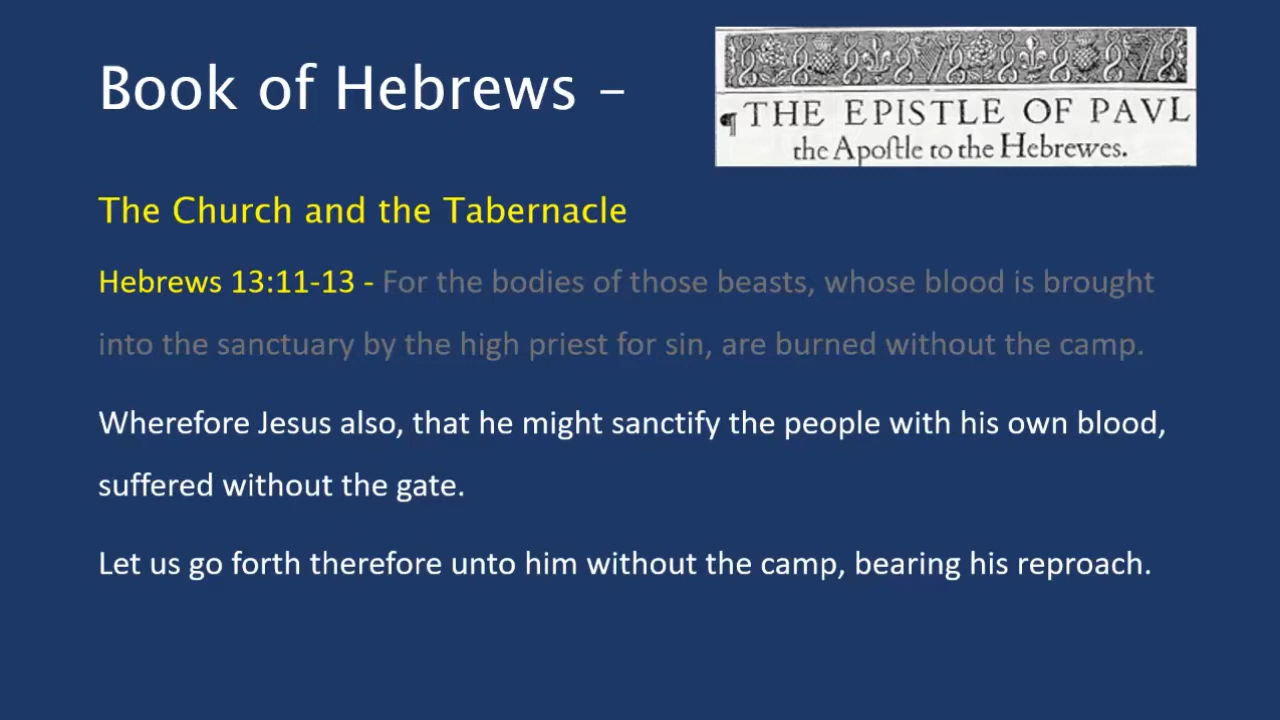 Book of Hebrews –
¶ THE EPISTLE OF PAVL
the Apoſtle to the Hebrewes.
The Church and the Tabernacle
Hebrews 13:11-13 - For the bodies of those beasts, whose blood is brought
into the sanctuary by the high priest for sin, are burned without the camp.
Wherefore Jesus also, that he might sanctify the people with his own blood,
suffered without the gate.
Let us go forth therefore unto him without the camp, bearing his reproach.